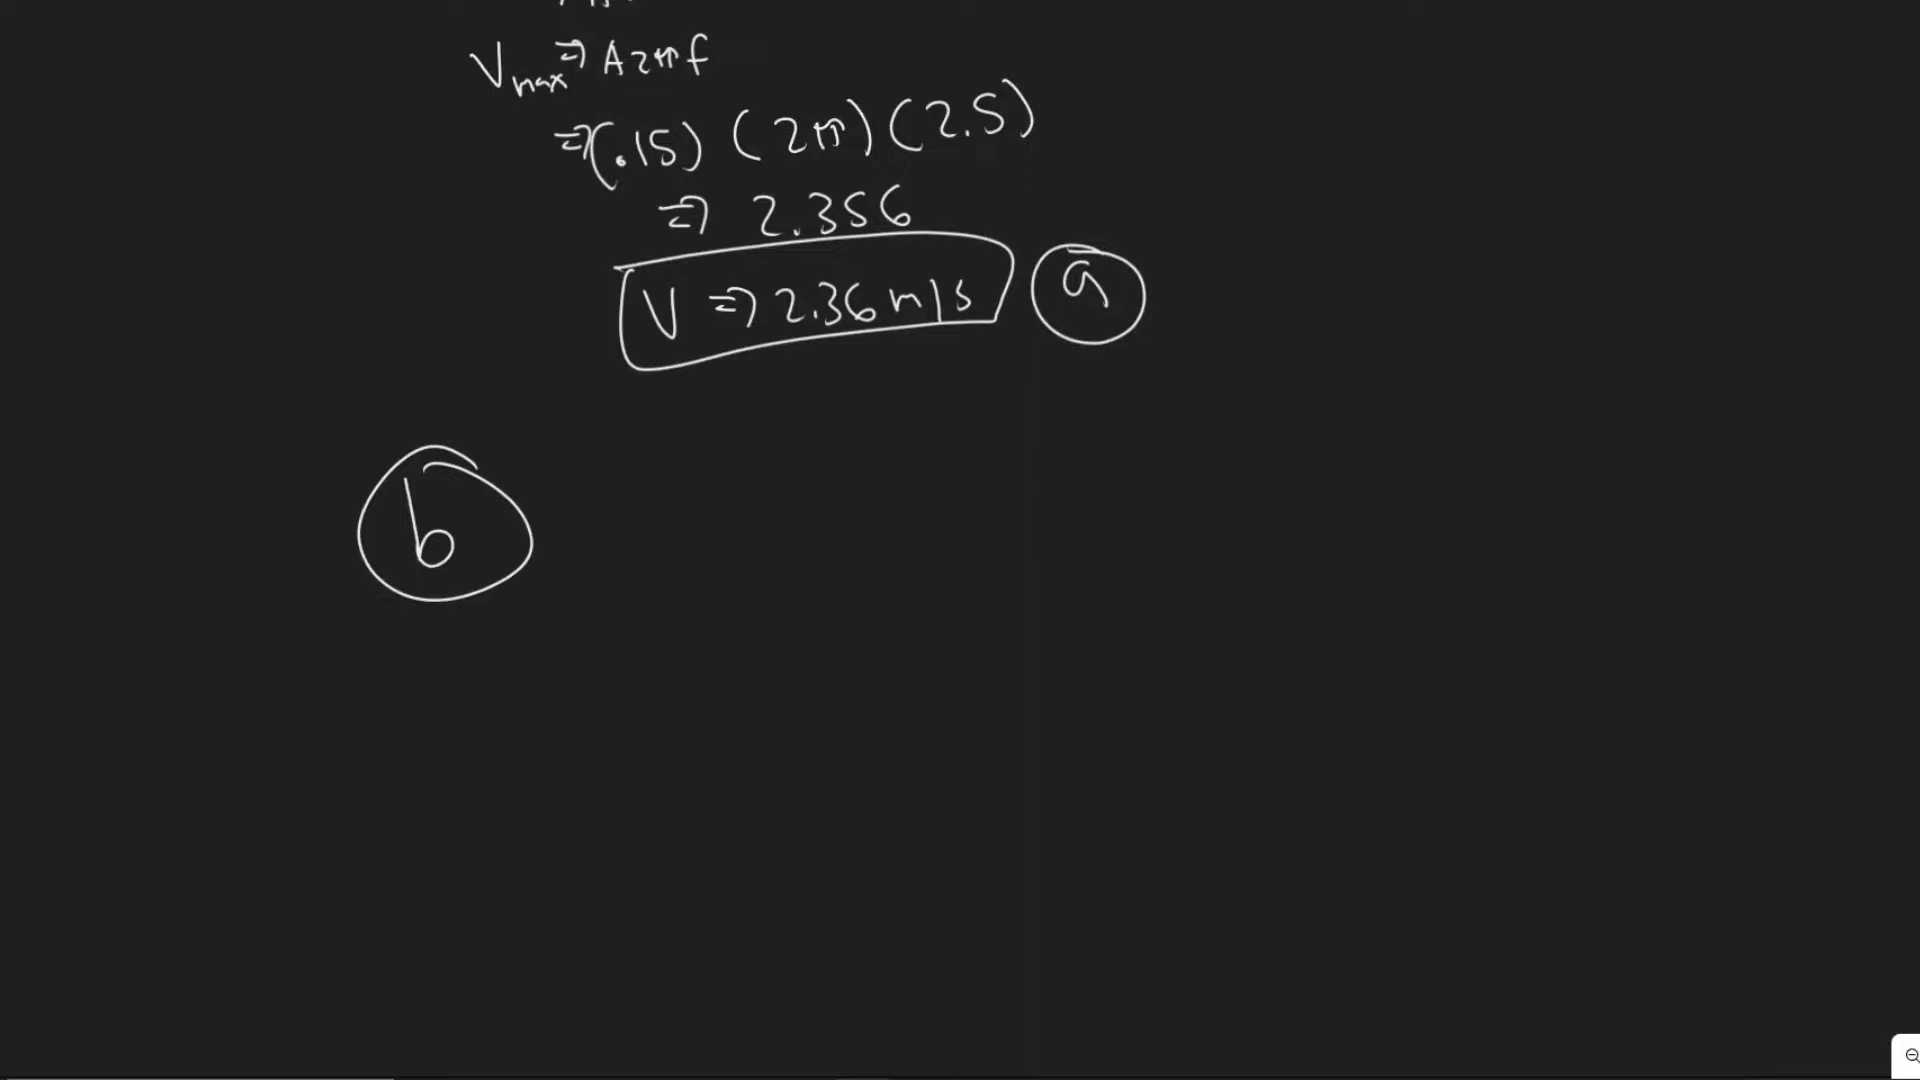 Vmax => A2πf
=> (.15) (2π) (2.5)
=> 2.356
V => 2.36 m/s a
b